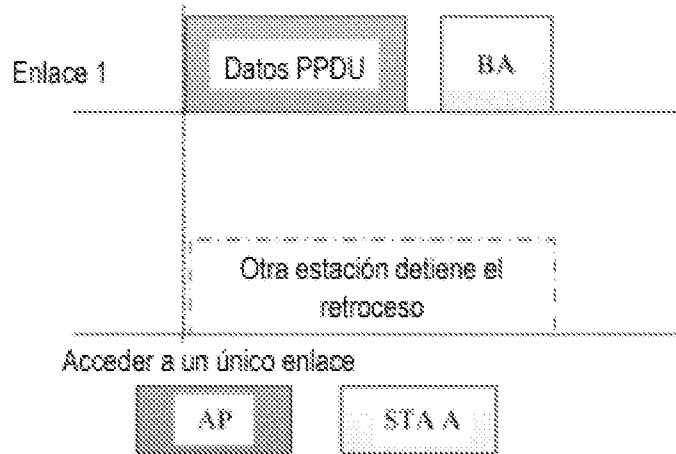 Enlace 1
Datos PPDU
BA
Otra estación detiene el
retroceso
Acceder a un único enlace
AP
STA A